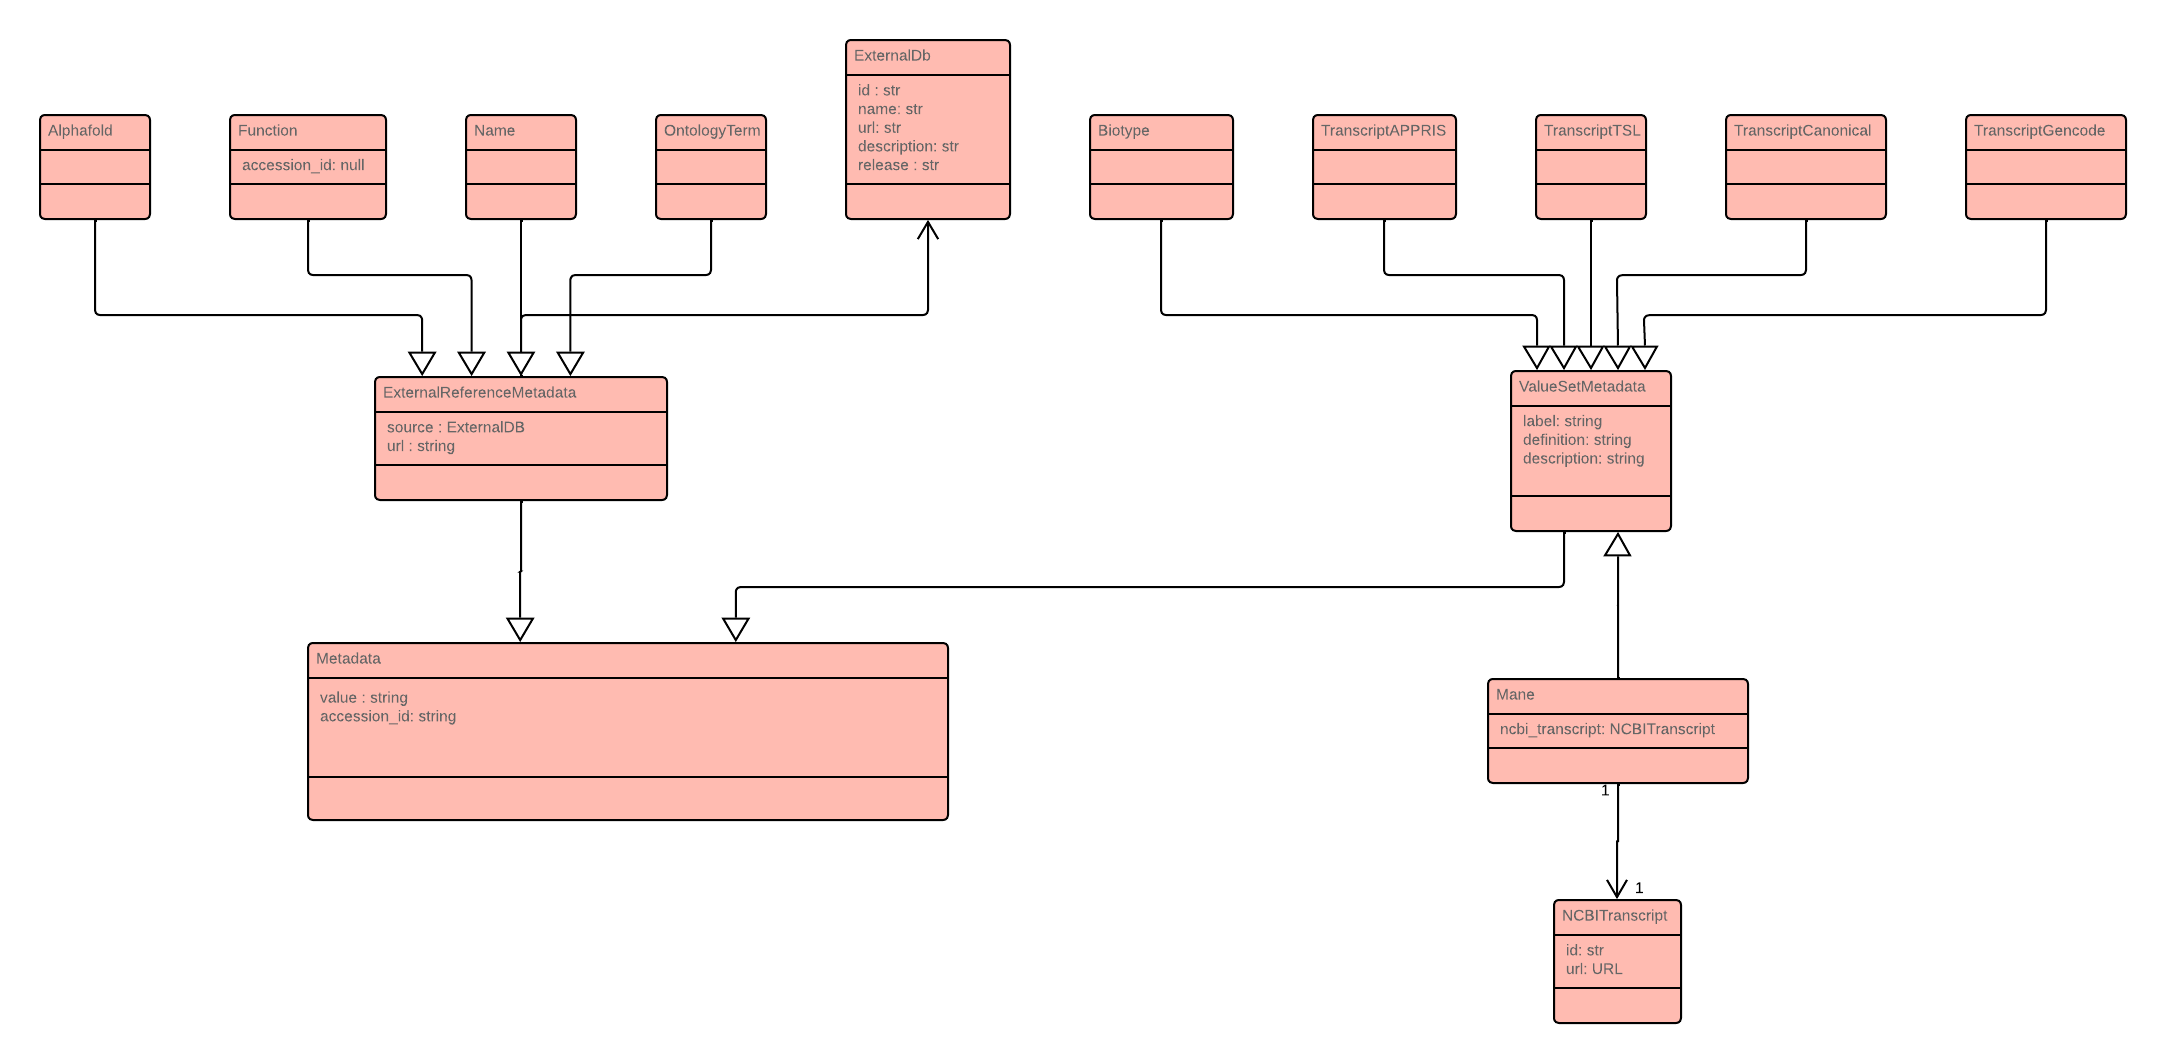 ExternalDb
id : str
name: str
url: str
description: str
release : str
Alphafold
Function
accession_id: null
Name
OntologyTerm
Biotype
TranscriptAPPRIS
TranscriptTSL
TranscriptCanonical
TranscriptGencode
ExternalReferenceMetadata
source : ExternalDB
url : string
ValueSetMetadata
label: string
definition: string
description: string
Metadata
value : string
accession_id: string
Mane
ncbi_transcript: NCBITranscript
1
1
NCBITranscript
id: str
url: URL